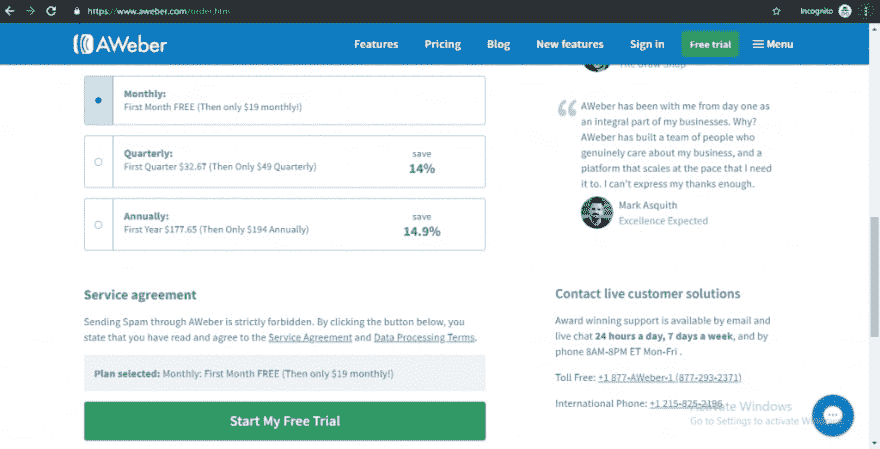 https://www.aweber.com/order.htm
Incognito
AWeber
Features
Pricing
Blog
New features
Sign in
Free trial
Menu
Monthly:
First Month FREE (Then only $19 monthly!)
Quarterly:
First Quarter $32.67 (Then Only $49 Quarterly)
save
14%
Annually:
First Year $177.65 (Then Only $194 Annually)
save
14.9%
Service agreement
Sending Spam through AWeber is strictly forbidden. By clicking the button below, you
state that you have read and agree to the Service Agreement and Data Processing Terms.
Plan selected: Monthly: First Month FREE (Then only $19 monthly!)
Start My Free Trial
AWeber has been with me from day one as
an integral part of my businesses. Why?
AWeber has built a team of people who
genuinely care about my business, and a
platform that scales at the pace that I need
it to. I can't express my thanks enough.
Mark Asquith
Excellence Expected
Contact live customer solutions
Award winning support is available by email and
live chat 24 hours a day, 7 days a week, and by
phone 8AM-8PM ET Mon-Fri .
Toll Free: +1 877-AWeber-1 (877-293-2371)
International Phone: +1 215-825-2196
Activate Windows
Go to Settings to activate